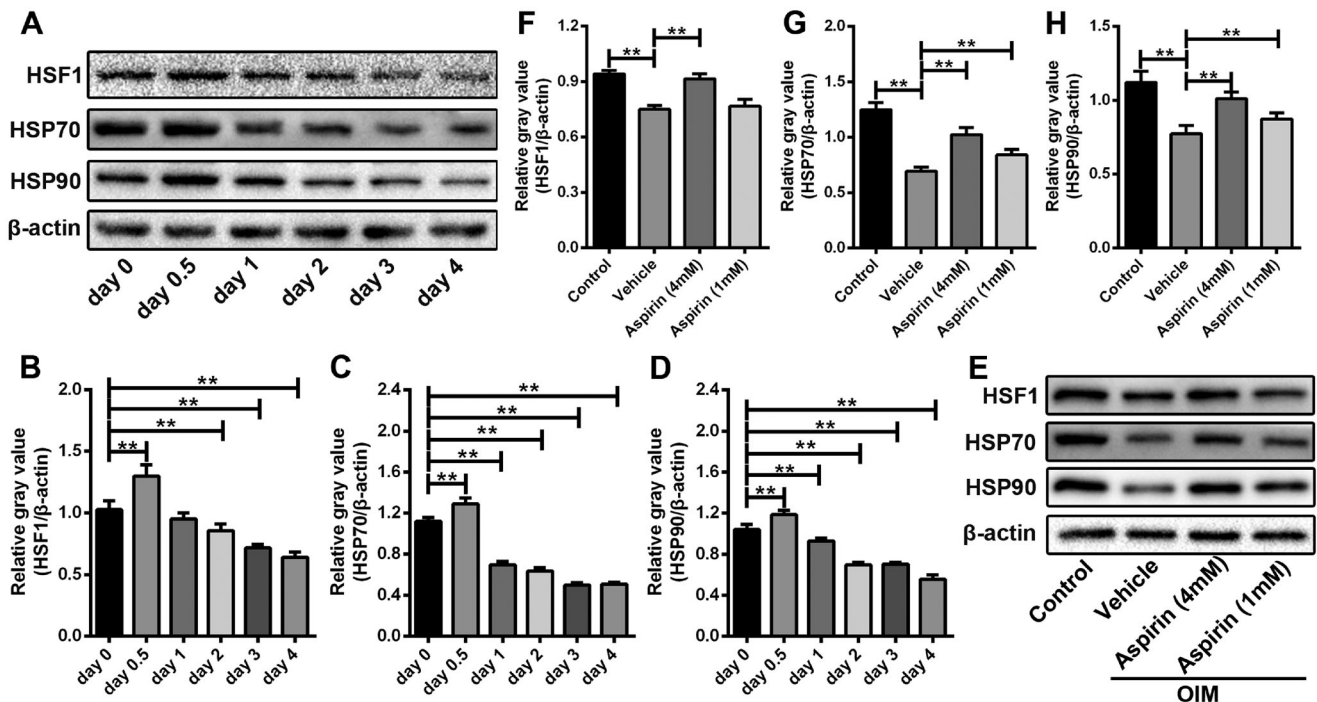 A
HSF1
HSP70
HSP90
β-actin
day 0
day 0.5
day 1
day 2
day 3
day 4
F
Relative gray value
(HSF1/β-actin)
1.2
0.9
0.6
0.3
0.0
**
**
Control
Vehicle
Aspirin (4mM)
Aspirin (1mM)
G
Relative gray value
(HSP70/β-actin)
2.0
1.5
1.0
0.5
0.0
**
**
**
Control
Vehicle
Aspirin (4mM)
Aspirin (1mM)
H
Relative gray value
(HSP90/β-actin)
1.5
1.0
0.5
0.0
**
**
**
Control
Vehicle
Aspirin (4mM)
Aspirin (1mM)
B
Relative gray value
(HSF1/β-actin)
2.0
1.5
1.0
0.5
0.0
**
**
**
**
day 0
day 0.5
day 1
day 2
day 3
day 4
C
Relative gray value
(HSP70/β-actin)
2.4
2.0
1.6
1.2
0.8
0.4
0.0
**
**
**
**
**
day 0
day 0.5
day 1
day 2
day 3
day 4
D
Relative gray value
(HSP90/β-actin)
2.4
2.0
1.6
1.2
0.8
0.4
0.0
**
**
**
**
**
day 0
day 0.5
day 1
day 2
day 3
day 4
E
HSF1
HSP70
HSP90
β-actin
Control
Vehicle
Aspirin (4mM)
Aspirin (1mM)
OIM